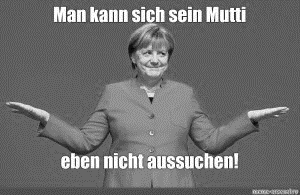 Man kann sich sein Mutti
eben nicht aussuchen!